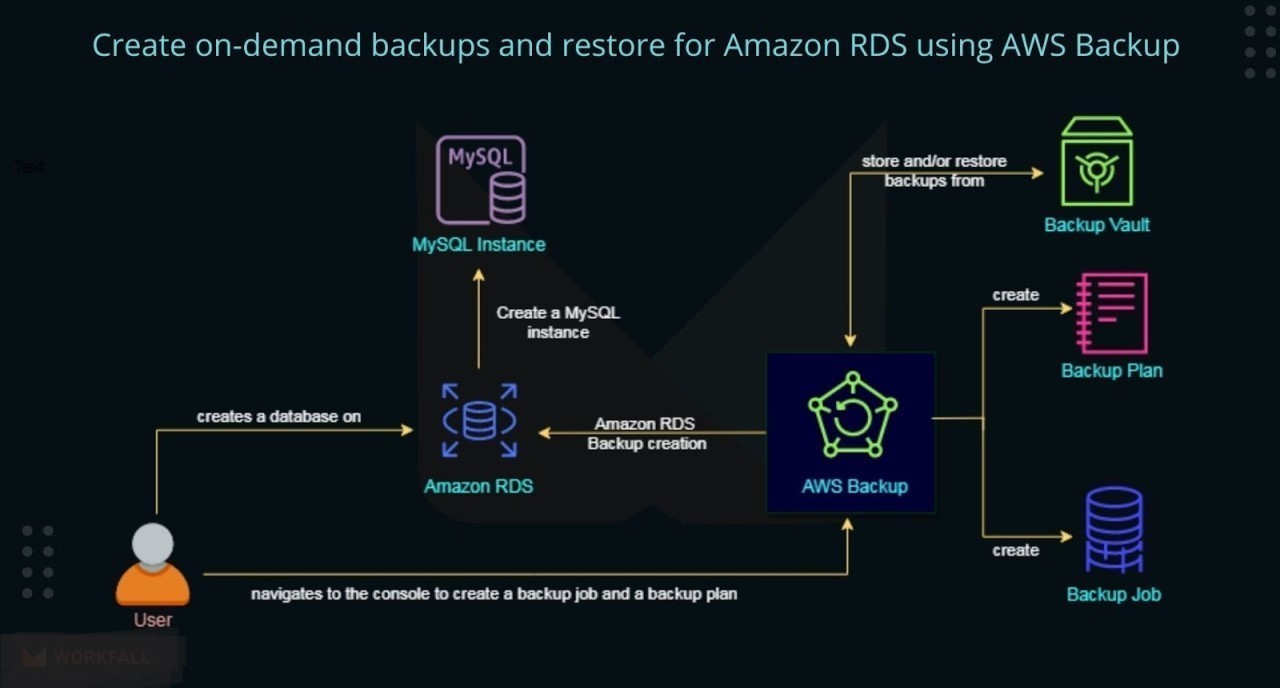 Create on-demand backups and restore for Amazon RDS using AWS Backup
Text
MySQL
MySQL Instance
store and/or restore
backups from
Backup Vault
Create a MySQL
instance
create
Backup Plan
creates a database on
Amazon RDS
Backup creation
Amazon RDS
AWS Backup
create
Backup Job
navigates to the console to create a backup job and a backup plan
User
WORKFALL